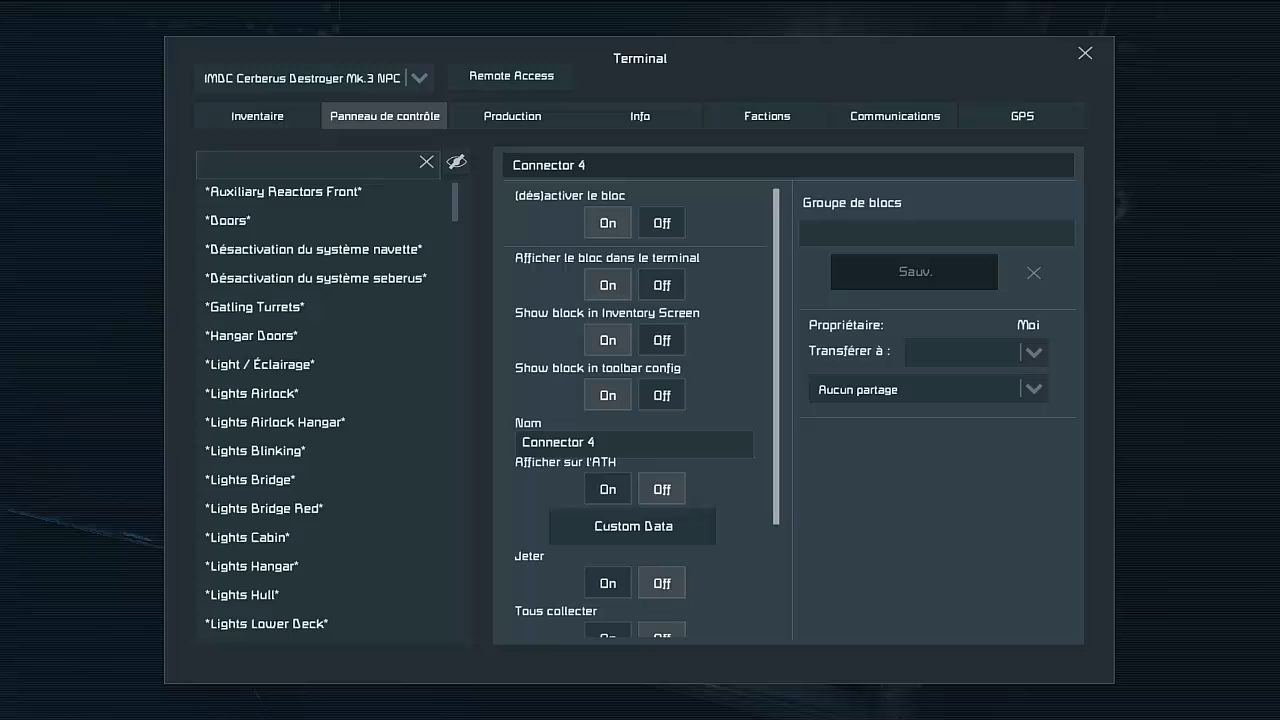 Terminal
IMDC Cerberus Destroyer Mk.3 NPC
Remote Access
Inventaire
Panneau de contrôle
Production
Info
Factions
Communications
GPS
*Auxiliary Reactors Front*
*Doors*
*Désactivation du système navette*
*Désactivation du système seberus*
*Gatling Turrets*
*Hangar Doors*
*Light / Éclairage*
*Lights Airlock*
*Lights Airlock Hangar*
*Lights Blinking*
*Lights Bridge*
*Lights Bridge Red*
*Lights Cabin*
*Lights Hangar*
*Lights Hull*
*Lights Lower Deck*
Connector 4
(dés)activer le bloc
On Off
Afficher le bloc dans le terminal
On Off
Show block in Inventory Screen
On Off
Show block in toolbar config
On Off
Nom
Connector 4
Afficher sur l'ATH
On Off
Custom Data
Jeter
On Off
Tous collecter
On Off
Groupe de blocs
Sauv.
Propriétaire: Moi
Transférer à :
Aucun partage